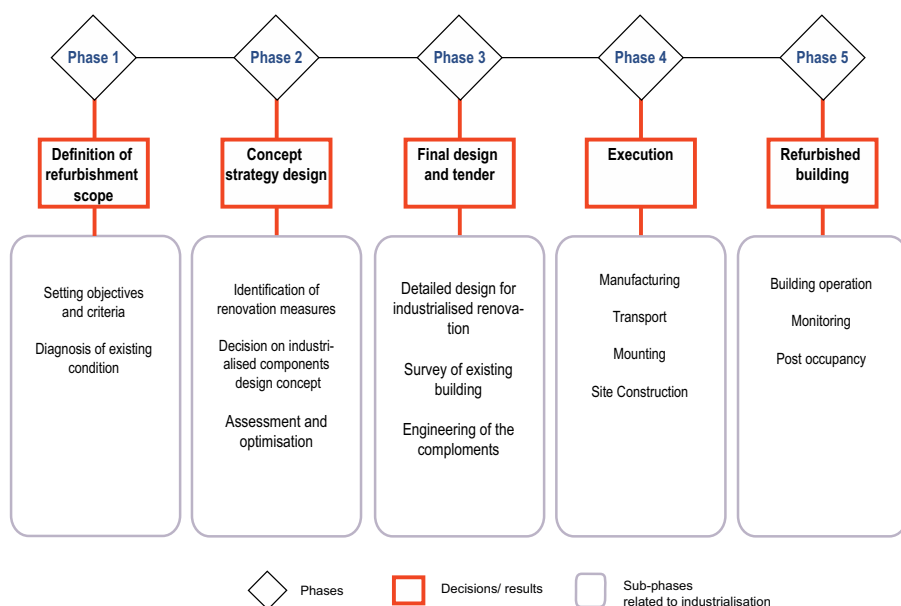 Phase 1
Phase 2
Phase 3
Phase 4
Phase 5
Definition of
refurbishment
scope
Concept
strategy design
Final design
and tender
Execution
Refurbished
building
Setting objectives
and criteria
Diagnosis of existing
condition
Identification of
renovation measures
Decision on industri-
alised components
design concept
Assessment and
optimisation
Detailed design for
industrialised renova-
tion
Survey of existing
building
Engineering of the
comploments
Manufacturing
Transport
Mounting
Site Construction
Building operation
Monitoring
Post occupancy
Phases
Decisions/ results
Sub-phases
related to industrialisation